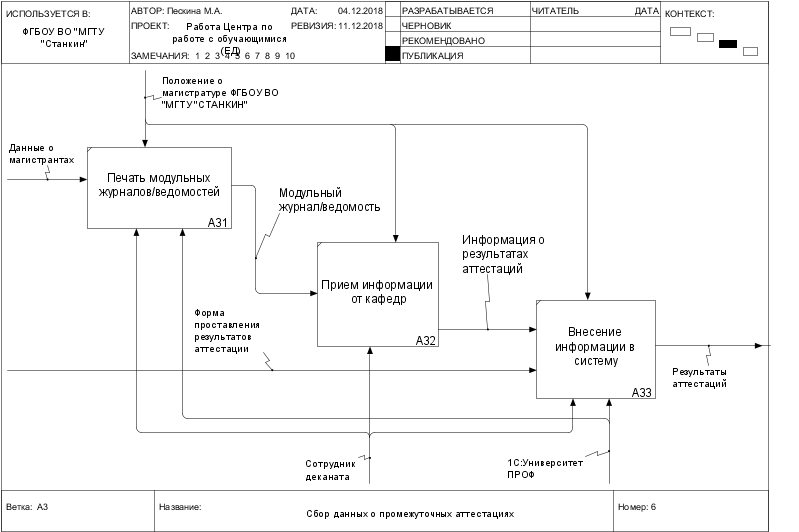 ИСПОЛЬЗУЕТСЯ В:
ФГБОУ ВО "МГТУ
"Станкин"
АВТОР: Пескина М.А.
ДАТА: 04.12.2018
ПРОЕКТ: Работа Центра по
работе с обучающимися
(ЕД)
РЕВИЗИЯ: 11.12.2018
ЗАМЕЧАНИЯ: 1 2 3 4 5 6 7 8 9 10
РАЗРАБАТЫВАЕТСЯ
ЧЕРНОВИК
РЕКОМЕНДОВАНО
ПУБЛИКАЦИЯ
ЧИТАТЕЛЬ ДАТА
КОНТЕКСТ:
Положение о
магистратуре ФГБОУ ВО
"МГТУ "СТАНКИН"
Данные о
магистрантах
Печать модульных
журналов/ведомостей
А31
Модульный
журнал/ведомость
Прием информации
от кафедр
А32
Информация о
результатах
аттестаций
Форма
проставления
результатов
аттестации
Внесение
информации в
систему
А33
Результаты
аттестаций
Сотрудник
деканата
1С:Университет
ПРОФ
Ветка: А3
Название: Сбор данных о промежуточных аттестациях
Номер: 6